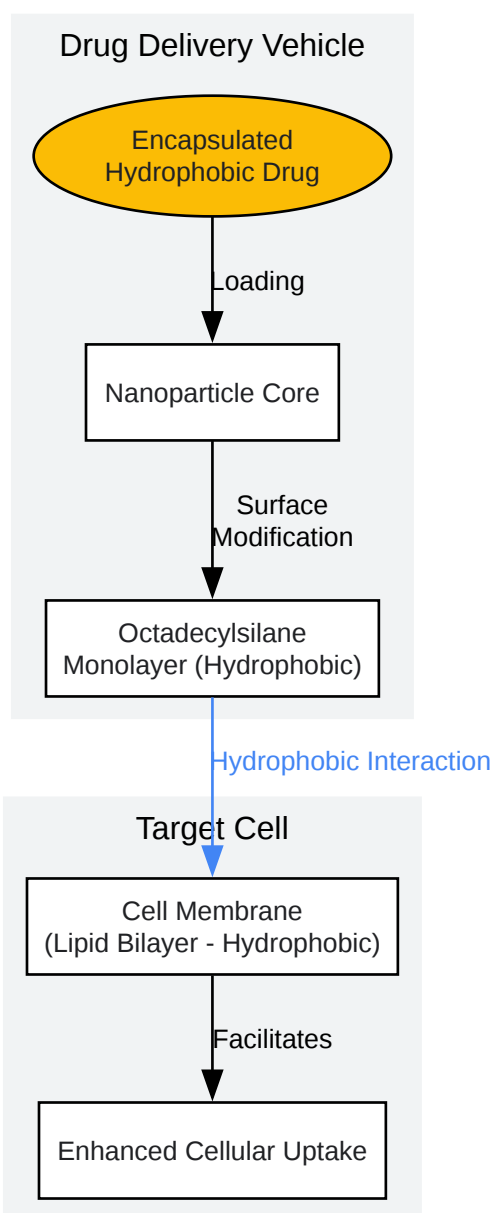 Drug Delivery Vehicle
Encapsulated
Hydrophobic Drug
Loading
Nanoparticle Core
Surface
Modification
Octadecylsilane
Monolayer (Hydrophobic)
Hydrophobic Interaction
Target Cell
Cell Membrane
(Lipid Bilayer - Hydrophobic)
Facilitates
Enhanced Cellular Uptake